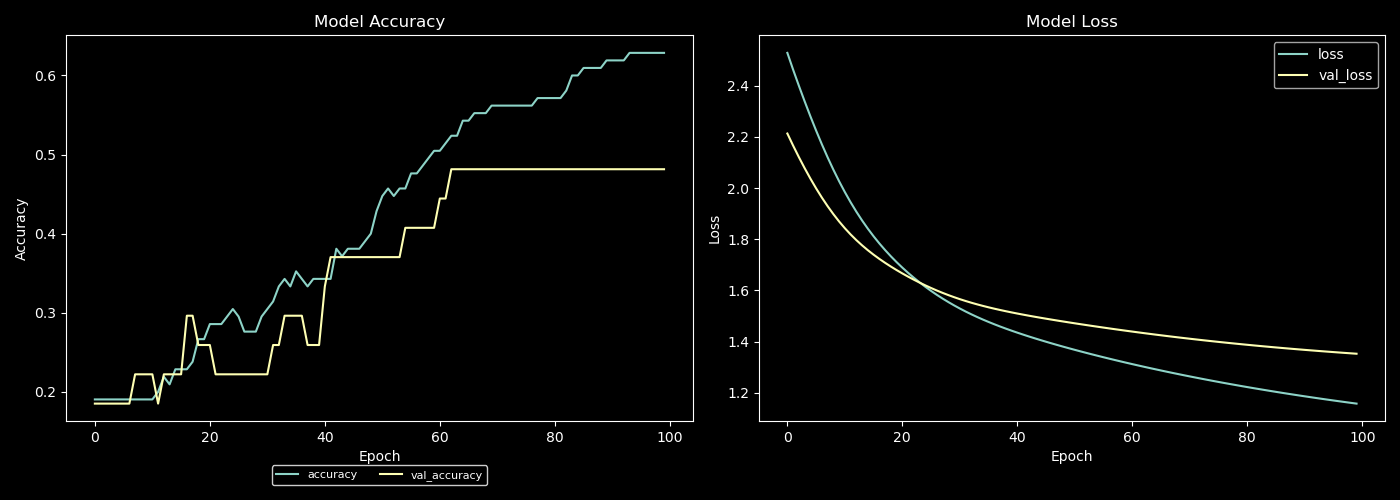 Model Accuracy
Accuracy
0.6
0.5
0.4
0.3
0.2
0 20 40 60 80 100
Epoch
accuracy val_accuracy
Model Loss
loss
val_loss
Loss
2.4
2.2
2.0
1.8
1.6
1.4
1.2
0 20 40 60 80 100
Epoch